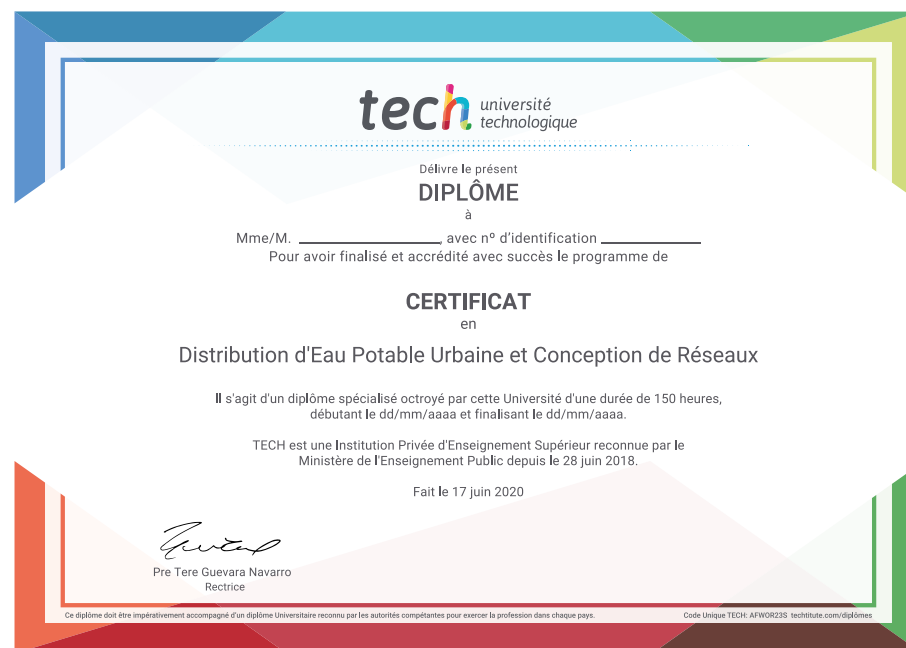 tech université
technologique
Délivre le présent
DIPLÔME
à
Mme/M. ____________________, avec nº d'identification ______________
Pour avoir finalisé et accrédité avec succès le programme de
CERTIFICAT
en
Distribution d'Eau Potable Urbaine et Conception de Réseaux
Il s'agit d'un diplôme spécialisé octroyé par cette Université d'une durée de 150 heures,
débutant le dd/mm/aaaa et finalisant le dd/mm/aaaa.
TECH est une Institution Privée d'Enseignement Supérieur reconnue par le
Ministère de l'Enseignement Public depuis le 28 juin 2018.
Fait le 17 juin 2020
Pre Tere Guevara Navarro
Rectrice
Ce diplôme doit être impérativement accompagné d'un diplôme Universitaire reconnu par les autorités compétantes pour exercer la profession dans chaque pays.
Code Unique TECH: AFWOR23S techtitute.com/diplômes